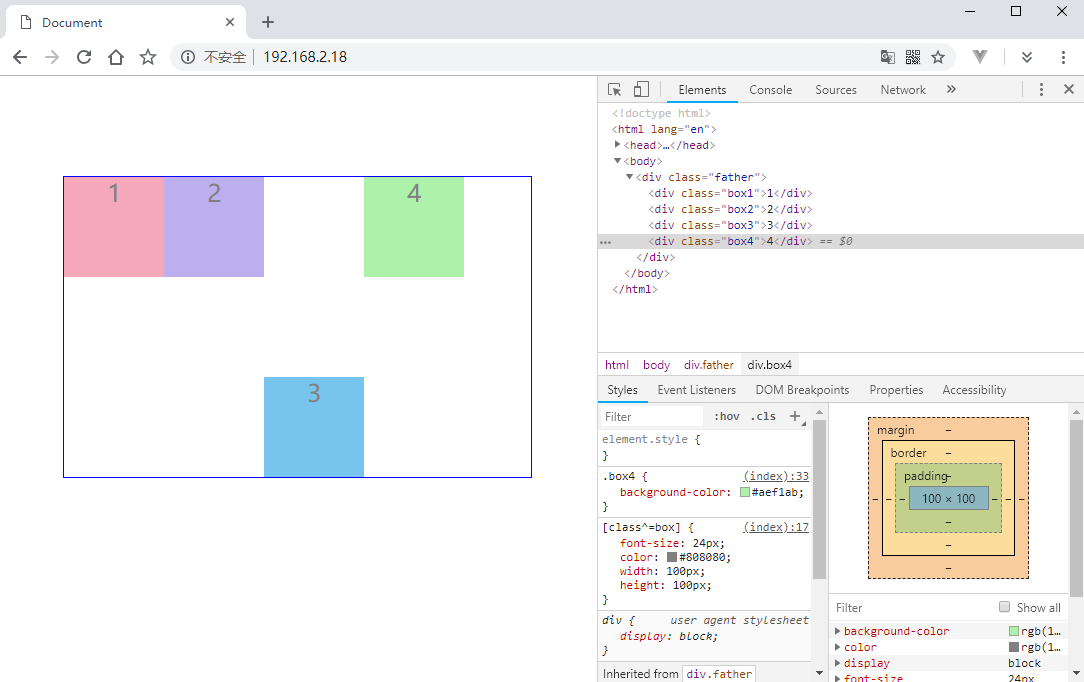 Document
不安全 192.168.2.18
1 2 4
3
Elements Console Sources Network »
<!doctype html>
<html lang="en">
<head>…</head>
<body>
<div class="father">
<div class="box1">1</div>
<div class="box2">2</div>
<div class="box3">3</div>
<div class="box4">4</div> == $0
</div>
</body>
</html>
html body div.father div.box4
Styles Event Listeners DOM Breakpoints Properties Accessibility
Filter :hov .cls +
element.style {
}
.box4 { (index):33
background-color: #aef1ab;
}
[class^=box] { (index):17
font-size: 24px;
color: #808080;
width: 100px;
height: 100px;
}
div { user agent stylesheet
display: block;
}
Inherited from div.father
margin –
border –
padding –
– – – 100 × 100 – – –
–
–
–
Filter Show all
background-color rgb(1…
color rgb(1…
display block
font-size 24px